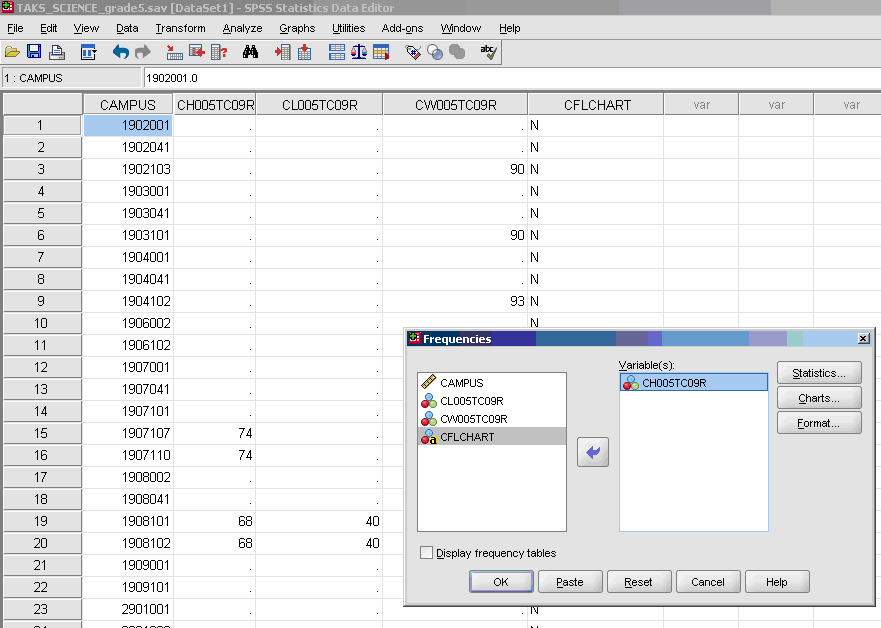 TAKS_SCIENCE_grade5.sav [DataSet1] - SPSS Statistics Data Editor
File Edit View Data Transform Analyze Graphs Utilities Add-ons Window Help
1 : CAMPUS 1902001.0
CAMPUS CH005TC09R CL005TC09R CW005TC09R CFLCHART var var var
1 1902001 . . . N
2 1902041 . . . N
3 1902103 . . 90 N
4 1903001 . . . N
5 1903041 . . . N
6 1903101 . . 90 N
7 1904001 . . . N
8 1904041 . . . N
9 1904102 . . 93 N
10 1906002 . . . N
11 1906102 . .
12 1907001 . .
13 1907041 . .
14 1907101 . .
15 1907107 74 .
16 1907110 74 .
17 1908002 . .
18 1908041 . .
19 1908101 68 40
20 1908102 68 40
21 1909001 . .
22 1909101 . .
23 2901001 . . . N
Frequencies
CAMPUS
CL005TC09R
CW005TC09R
CFLCHART
Variable(s):
CH005TC09R
Statistics...
Charts...
Format...
Display frequency tables
OK Paste Reset Cancel Help